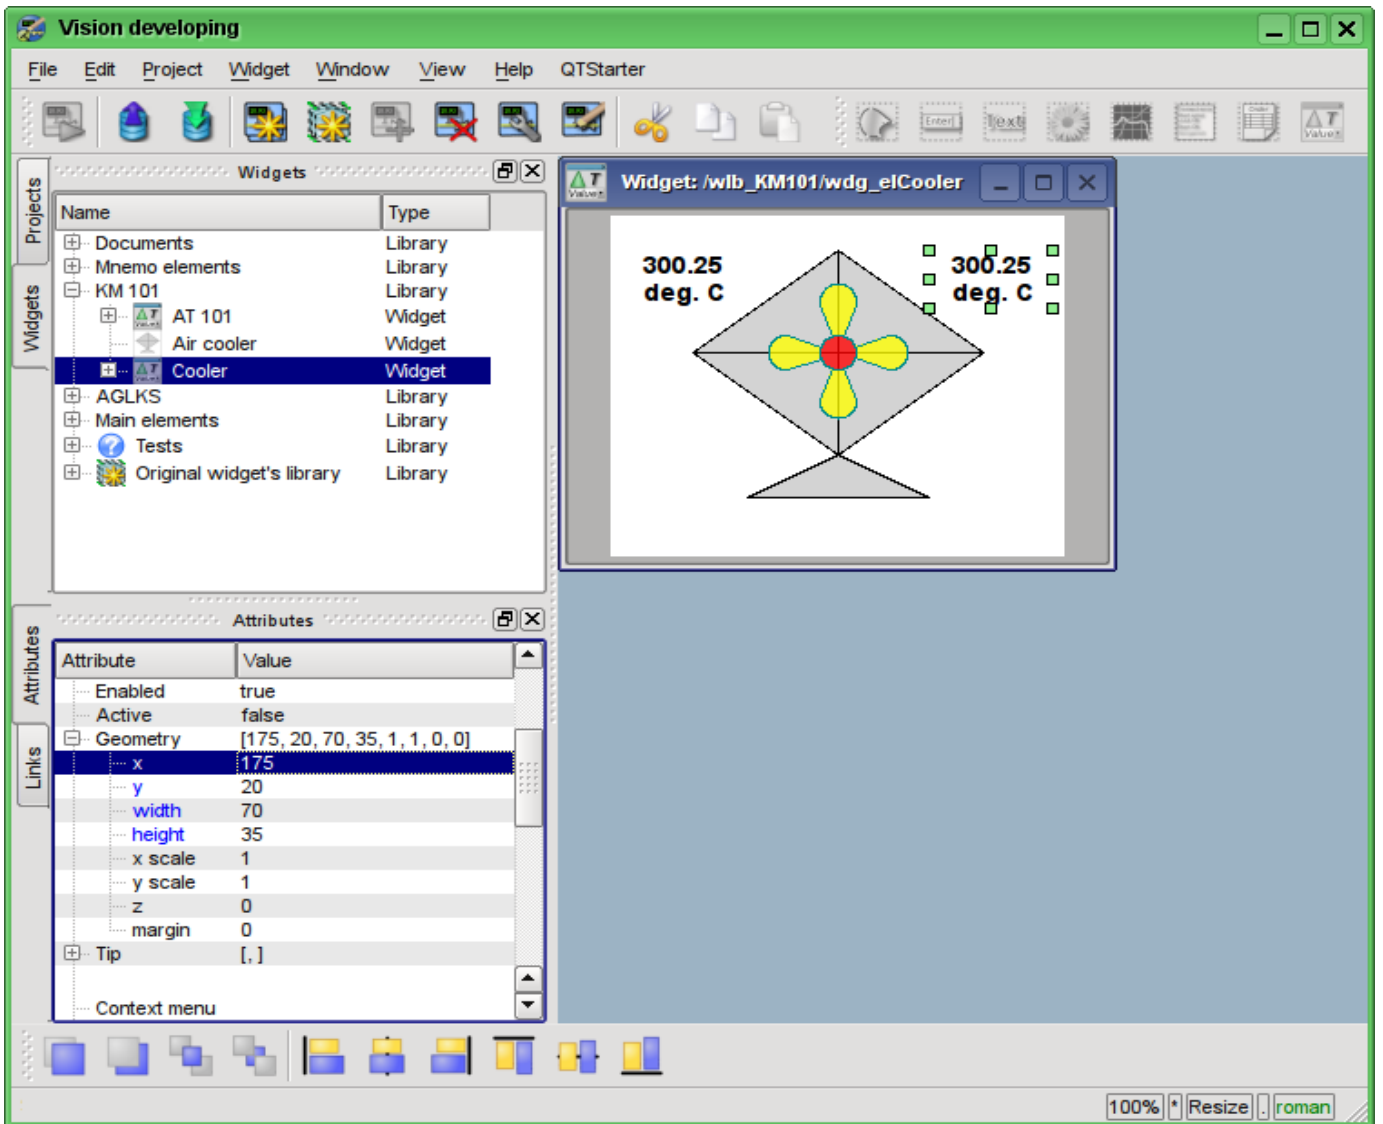 Vision developing
File Edit Project Widget Window View Help QTStarter
Enter
Text
Values
Projects
Widgets
Widgets
Name Type
Documents Library
Mnemo elements Library
KM 101 Library
AT 101 Widget
Air cooler Widget
Cooler Widget
AGLKS Library
Main elements Library
Tests Library
Original widget's library Library
Widget: /wlb_KM101/wdg_elCooler
300.25
deg. C
300.25
deg. C
Attributes
Links
Attributes
Attribute Value
Enabled true
Active false
Geometry [175, 20, 70, 35, 1, 1, 0, 0]
x 175
y 20
width 70
height 35
x scale 1
y scale 1
z 0
margin 0
Tip [, ]
Context menu
100% * Resize . roman